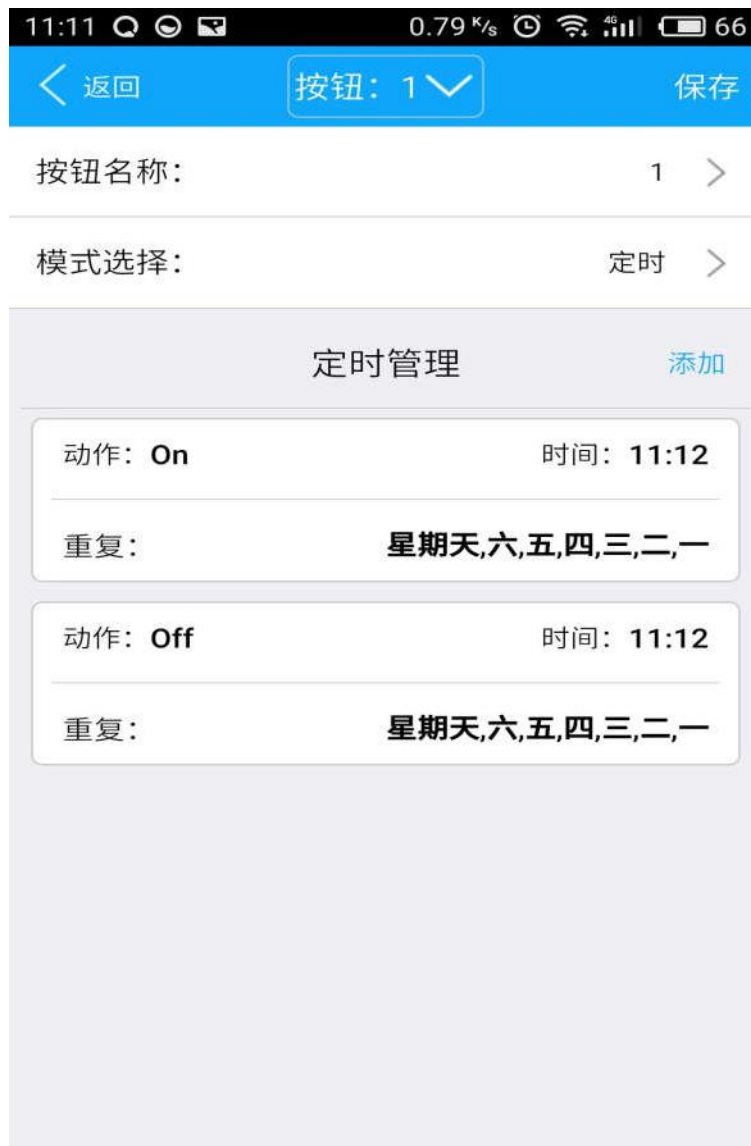 11:11 0.79 K/s 4G 66
返回 按钮：1 保存
按钮名称： 1
模式选择： 定时
定时管理 添加
动作：On 时间：11:12
重复： 星期天,六,五,四,三,二,一
动作：Off 时间：11:12
重复： 星期天,六,五,四,三,二,一